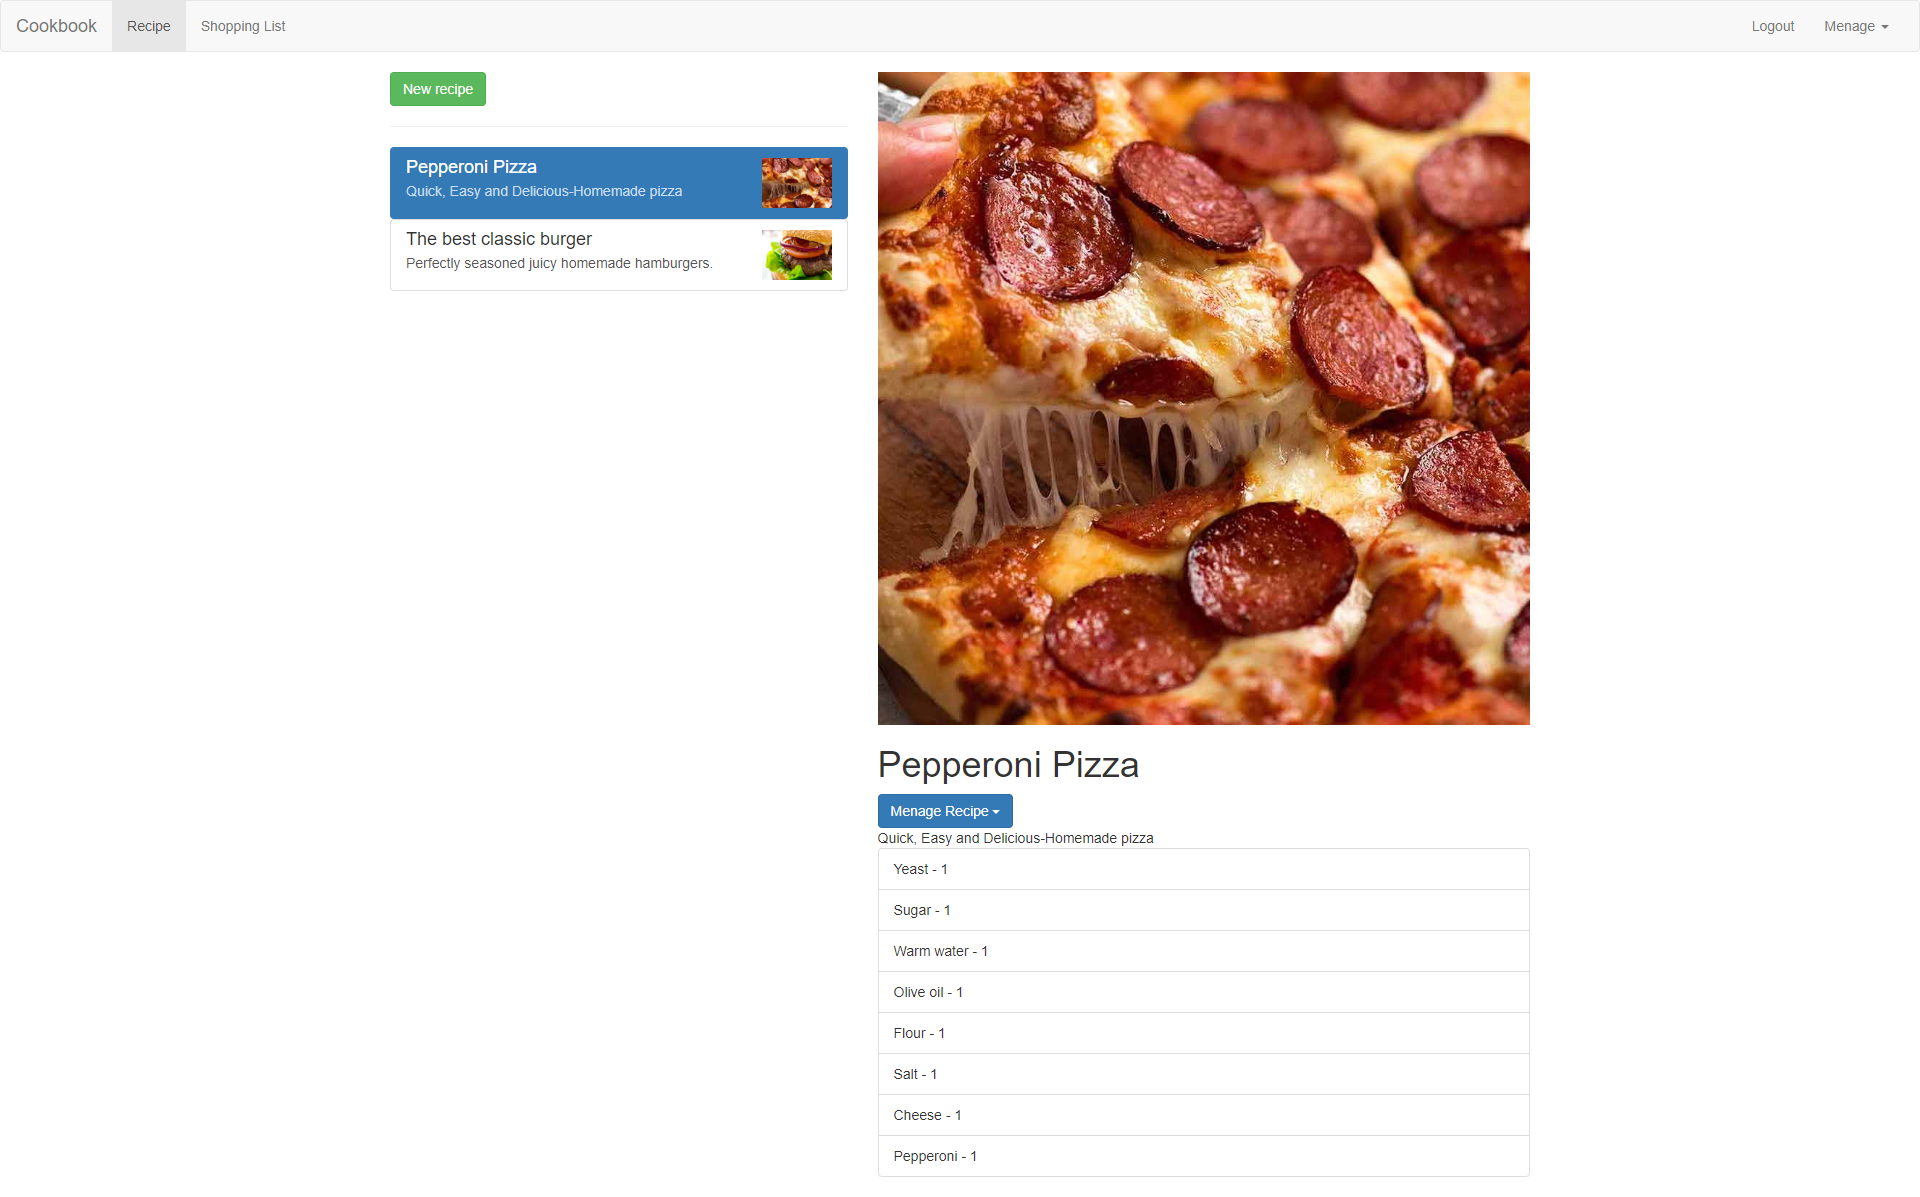 Cookbook Recipe Shopping List Logout Menage
New recipe
Pepperoni Pizza
Quick, Easy and Delicious-Homemade pizza
The best classic burger
Perfectly seasoned juicy homemade hamburgers.
Pepperoni Pizza
Menage Recipe
Quick, Easy and Delicious-Homemade pizza
Yeast - 1
Sugar - 1
Warm water - 1
Olive oil - 1
Flour - 1
Salt - 1
Cheese - 1
Pepperoni - 1